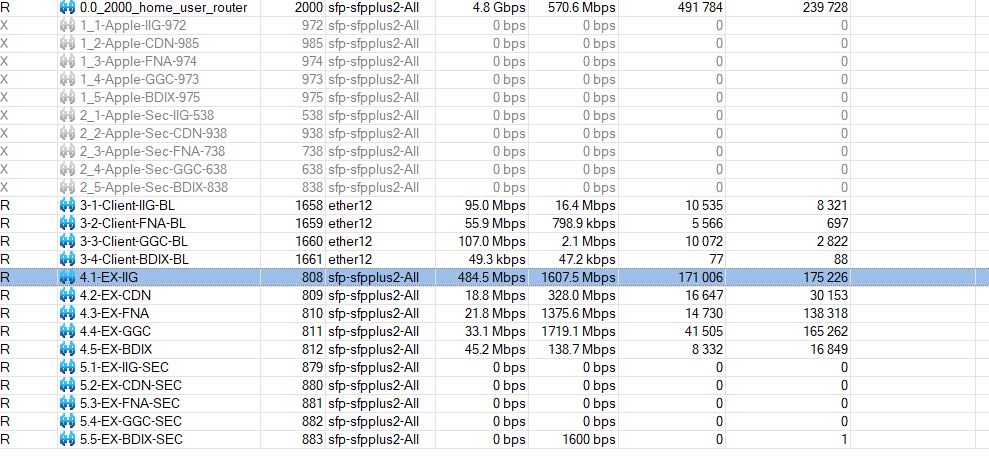 R 0.0_2000_home_user_router 2000 sfp-sfpplus2-All 4.8 Gbps 570.6 Mbps 491 784 239 728
X 1_1-Apple-IIG-972 972 sfp-sfpplus2-All 0 bps 0 bps 0 0
X 1_2-Apple-CDN-985 985 sfp-sfpplus2-All 0 bps 0 bps 0 0
X 1_3-Apple-FNA-974 974 sfp-sfpplus2-All 0 bps 0 bps 0 0
X 1_4-Apple-GGC-973 973 sfp-sfpplus2-All 0 bps 0 bps 0 0
X 1_5-Apple-BDIX-975 975 sfp-sfpplus2-All 0 bps 0 bps 0 0
X 2_1-Apple-Sec-IIG-538 538 sfp-sfpplus2-All 0 bps 0 bps 0 0
X 2_2-Apple-Sec-CDN-938 938 sfp-sfpplus2-All 0 bps 0 bps 0 0
X 2_3-Apple-Sec-FNA-738 738 sfp-sfpplus2-All 0 bps 0 bps 0 0
X 2_4-Apple-Sec-GGC-638 638 sfp-sfpplus2-All 0 bps 0 bps 0 0
X 2_5-Apple-Sec-BDIX-838 838 sfp-sfpplus2-All 0 bps 0 bps 0 0
R 3-1-Client-IIG-BL 1658 ether12 95.0 Mbps 16.4 Mbps 10 535 8 321
R 3-2-Client-FNA-BL 1659 ether12 55.9 Mbps 798.9 kbps 5 566 697
R 3-3-Client-GGC-BL 1660 ether12 107.0 Mbps 2.1 Mbps 10 072 2 822
R 3-4-Client-BDIX-BL 1661 ether12 49.3 kbps 47.2 kbps 77 88
R 4.1-EX-IIG 808 sfp-sfpplus2-All 484.5 Mbps 1607.5 Mbps 171 006 175 226
R 4.2-EX-CDN 809 sfp-sfpplus2-All 18.8 Mbps 328.0 Mbps 16 647 30 153
R 4.3-EX-FNA 810 sfp-sfpplus2-All 21.8 Mbps 1375.6 Mbps 14 730 138 318
R 4.4-EX-GGC 811 sfp-sfpplus2-All 33.1 Mbps 1719.1 Mbps 41 505 165 262
R 4.5-EX-BDIX 812 sfp-sfpplus2-All 45.2 Mbps 138.7 Mbps 8 332 16 849
R 5.1-EX-IIG-SEC 879 sfp-sfpplus2-All 0 bps 0 bps 0 0
R 5.2-EX-CDN-SEC 880 sfp-sfpplus2-All 0 bps 0 bps 0 0
R 5.3-EX-FNA-SEC 881 sfp-sfpplus2-All 0 bps 0 bps 0 0
R 5.4-EX-GGC-SEC 882 sfp-sfpplus2-All 0 bps 0 bps 0 0
R 5.5-EX-BDIX-SEC 883 sfp-sfpplus2-All 0 bps 1600 bps 0 1